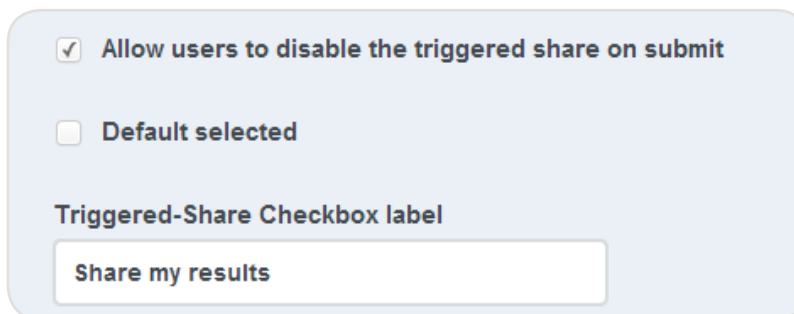 Allow users to disable the triggered share on submit
Default selected
Triggered-Share Checkbox label
Share my results